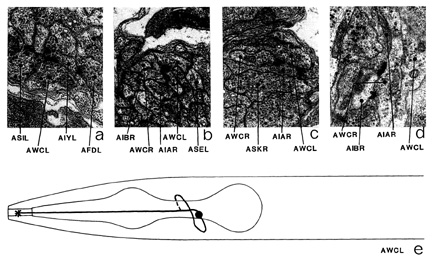 ASIL AIYL a
AWCL AFDL
AIBR AWCL b
AWCR AIAR ASEL
AWCR AIAR c
ASKR AWCL
AWCR AIAR d
AIBR AWCL
AWCL e